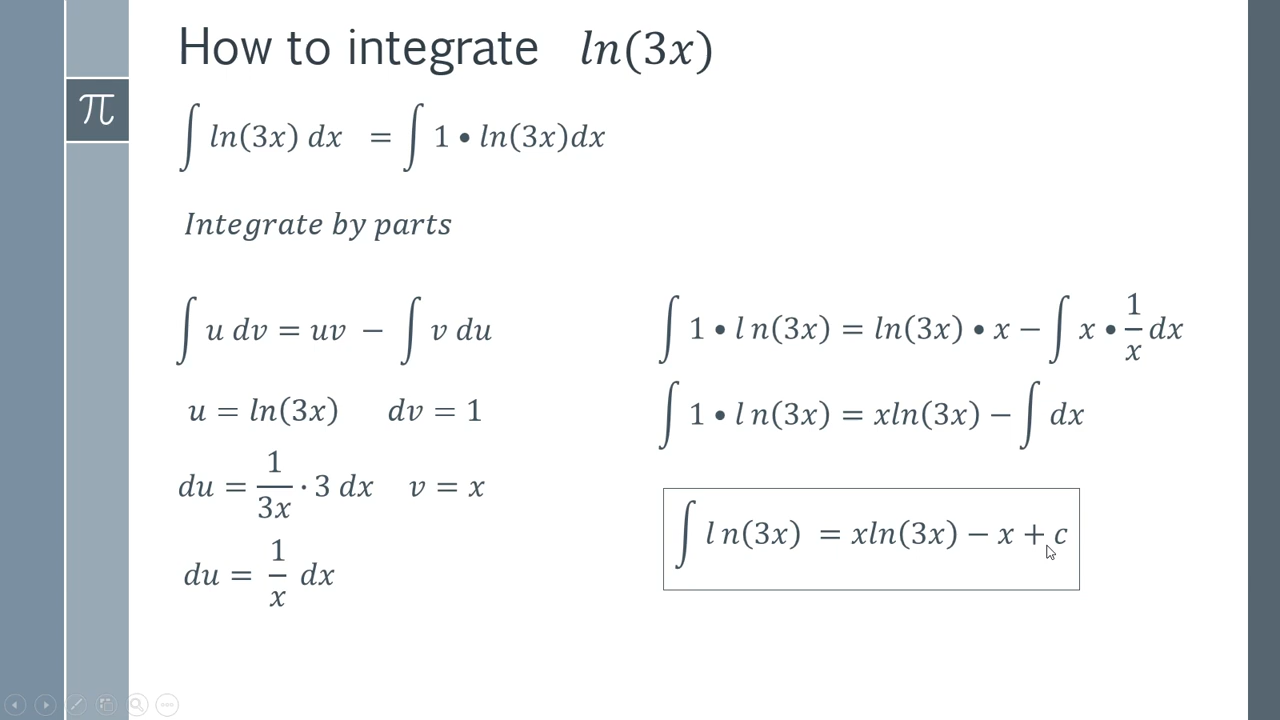 How to integrate ln(3x)
π
∫ ln(3x) dx = ∫ 1 • ln(3x)dx
Integrate by parts
∫ u dv = uv − ∫ v du
u = ln(3x) dv = 1
du = 1/3x · 3 dx v = x
du = 1/x dx
∫ 1 • l n(3x) = ln(3x) • x − ∫ x • 1/x dx
∫ 1 • l n(3x) = xln(3x) − ∫ dx
∫ l n(3x) = xln(3x) − x + c